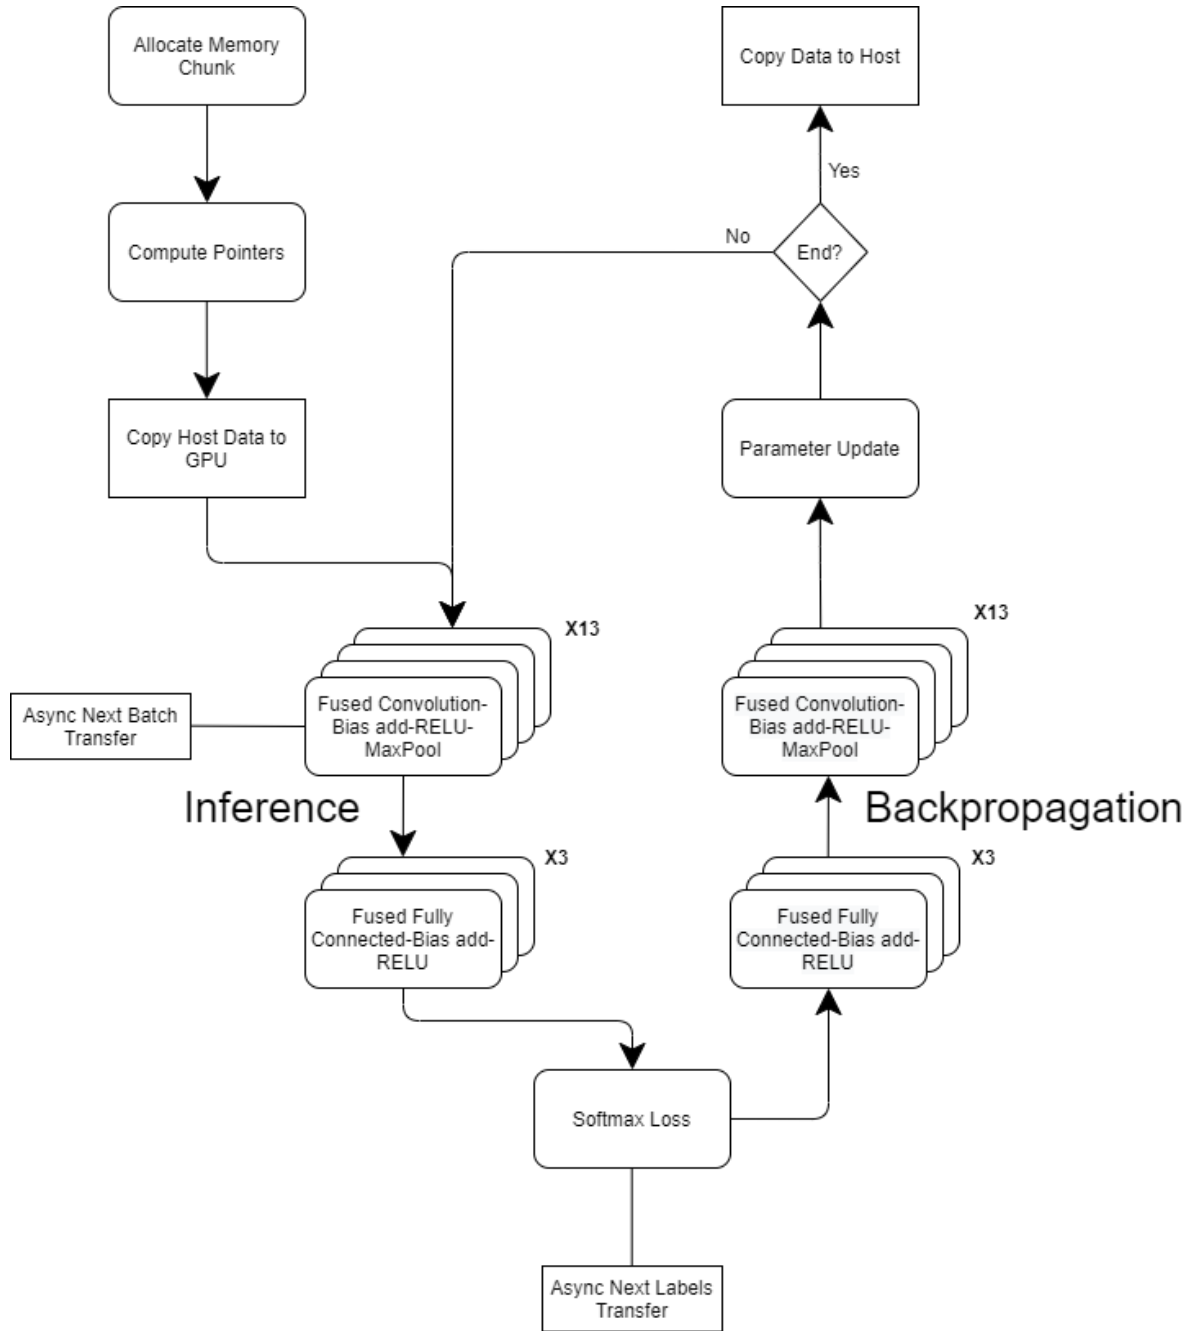 Allocate Memory
Chunk
Copy Data to Host
Yes
Compute Pointers
No
End?
Copy Host Data to
GPU
Parameter Update
X13
X13
Async Next Batch
Transfer
Fused Convolution-
Bias add-RELU-
MaxPool
Fused Convolution-
Bias add-RELU-
MaxPool
Inference
Backpropagation
X3
X3
Fused Fully
Connected-Bias add-
RELU
Fused Fully
Connected-Bias add-
RELU
Softmax Loss
Async Next Labels
Transfer